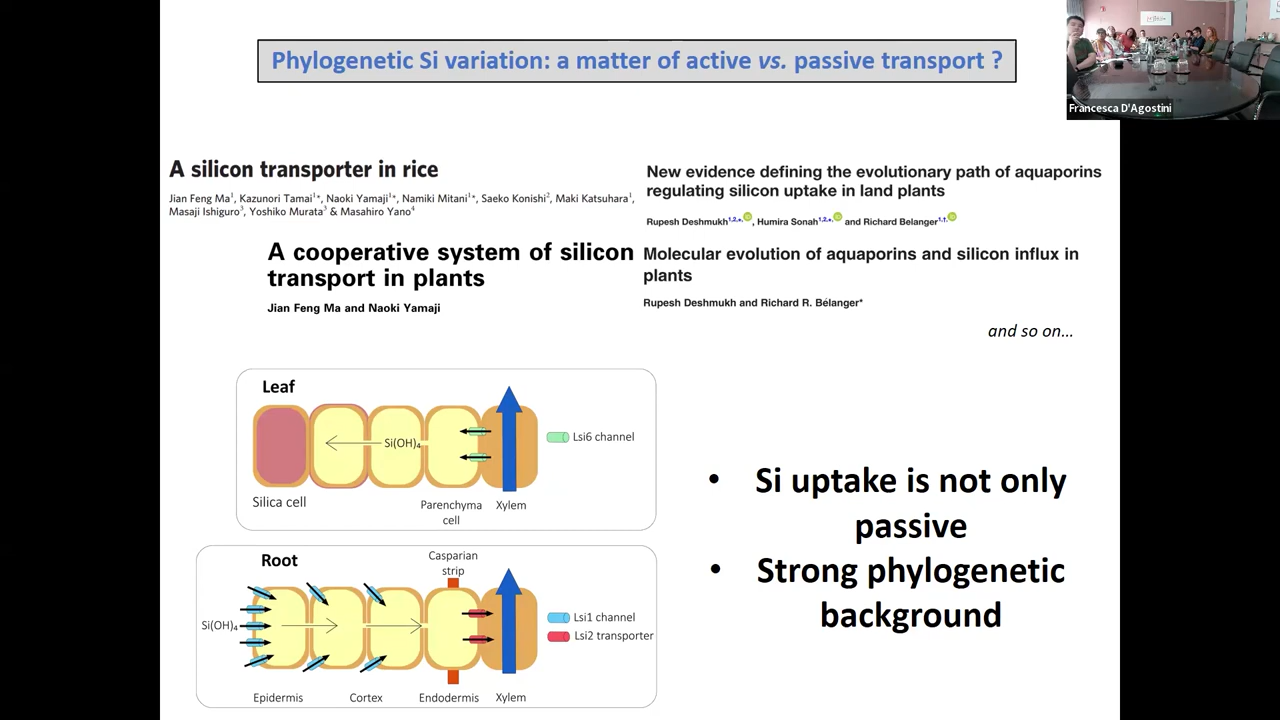 Phylogenetic Si variation: a matter of active vs. passive transport ?
Francesca D'Agostini
A silicon transporter in rice
Jian Feng Ma¹, Kazunori Tamai¹*, Naoki Yamaji¹*, Namiki Mitani¹*, Saeko Konishi², Maki Katsuhara¹,
Masaji Ishiguro³, Yoshiko Murata³ & Masahiro Yano⁴
A cooperative system of silicon
transport in plants
Jian Feng Ma and Naoki Yamaji
New evidence defining the evolutionary path of aquaporins
regulating silicon uptake in land plants
Rupesh Deshmukh1,2,*, Humira Sonah1,2,* and Richard Belanger1,†,
Molecular evolution of aquaporins and silicon influx in
plants
Rupesh Deshmukh and Richard R. Bélanger*
and so on...
Leaf
Si(OH)₄
Lsi6 channel
Silica cell
Parenchyma
cell
Xylem
Root
Casparian
strip
Si(OH)₄
Lsi1 channel
Lsi2 transporter
Epidermis
Cortex
Endodermis
Xylem
• Si uptake is not only
passive
• Strong phylogenetic
background